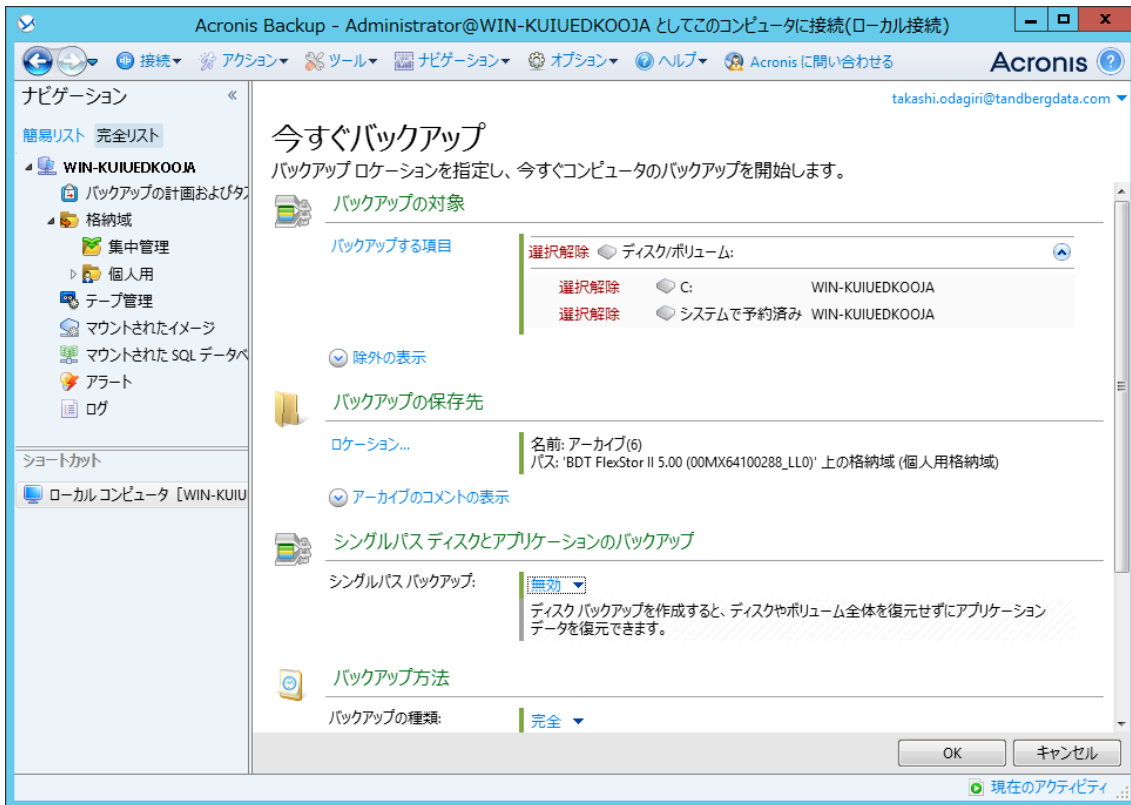 Acronis Backup - Administrator@WIN-KUIUEDKOOJA としてこのコンピュータに接続(ローカル接続)
接続 アクション ツール ナビゲーション オプション ヘルプ Acronis に問い合わせる Acronis
ナビゲーション
takashi.odagiri@tandbergdata.com
簡易リスト 完全リスト
WIN-KUIUEDKOOJA
バックアップの計画およびタス
格納域
集中管理
個人用
テープ管理
マウントされたイメージ
マウントされた SQL データベ
アラート
ログ
ショートカット
ローカル コンピュータ [WIN-KUIU
今すぐバックアップ
バックアップ ロケーションを指定し、今すぐコンピュータのバックアップを開始します。
バックアップの対象
バックアップする項目
選択解除 ディスク/ボリューム:
選択解除 C: WIN-KUIUEDKOOJA
選択解除 システムで予約済み WIN-KUIUEDKOOJA
除外の表示
バックアップの保存先
ロケーション...
名前: アーカイブ(6)
パス: 'BDT FlexStor II 5.00 (00MX64100288_LL0)' 上の格納域 (個人用格納域)
アーカイブのコメントの表示
シングルパス ディスクとアプリケーションのバックアップ
シングルパス バックアップ:
無効
ディスク バックアップを作成すると、ディスクやボリューム全体を復元せずにアプリケーション
データを復元できます。
バックアップ方法
バックアップの種類:
完全
OK キャンセル
現在のアクティビティ